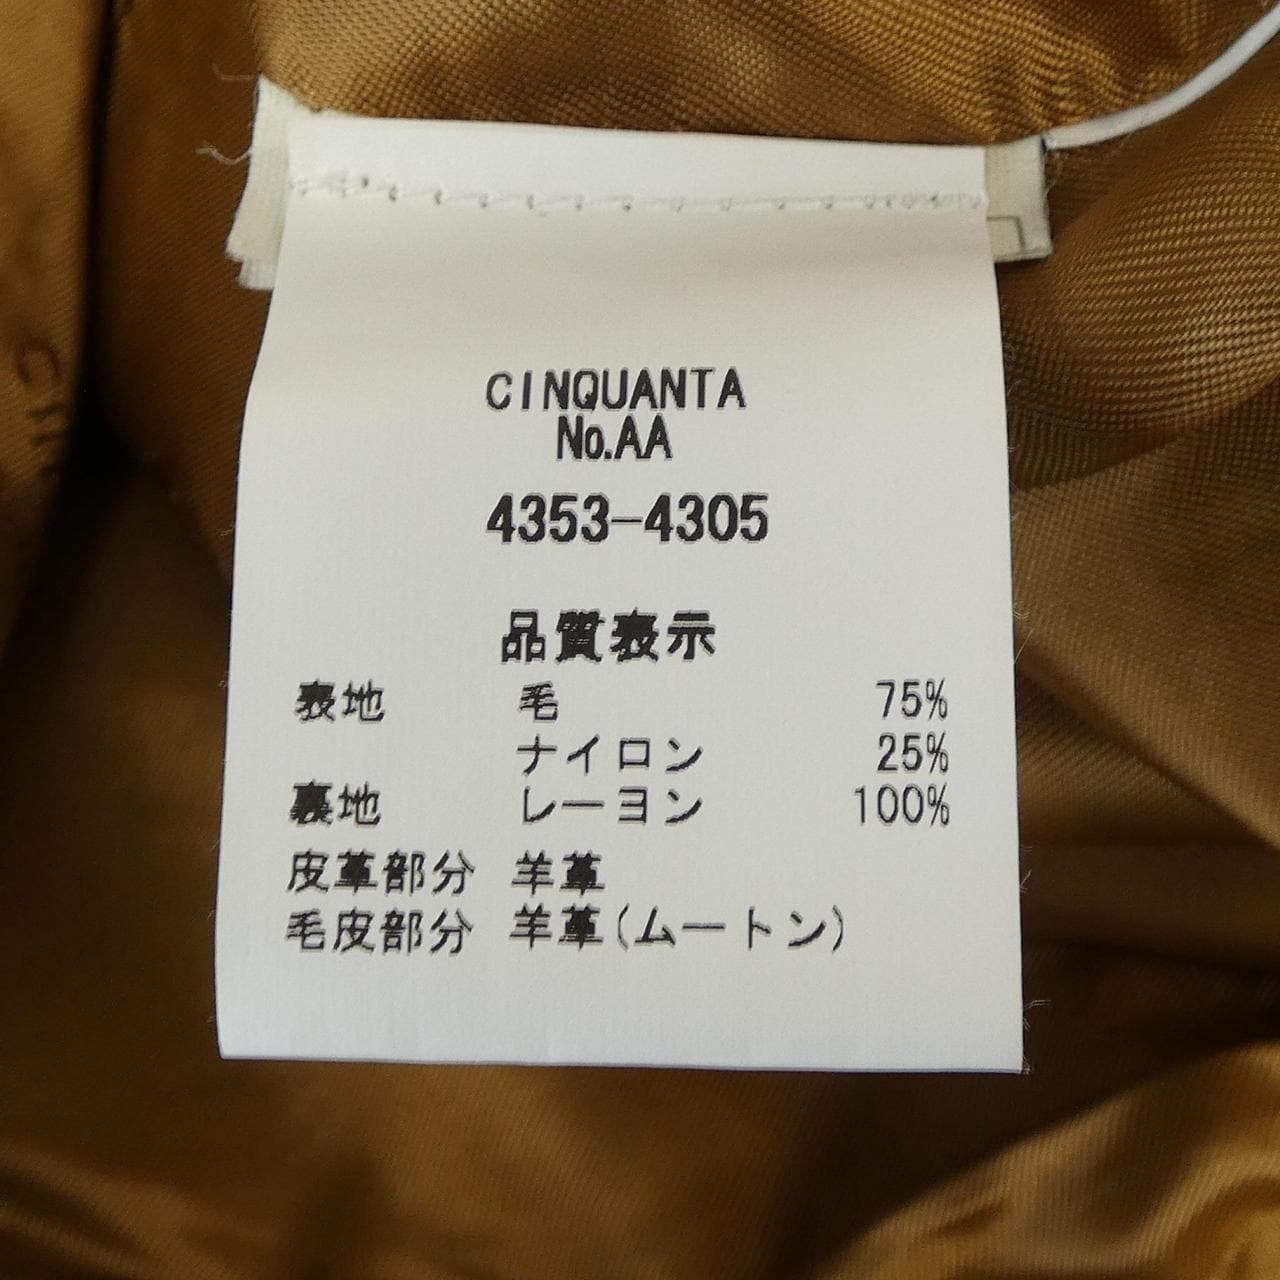 CINQUANTA
No.AA
4353-4305
品質表示
表地 毛 75%
ナイロン 25%
裏地 レーヨン 100%
皮革部分 羊革
毛皮部分 羊革(ムートン)